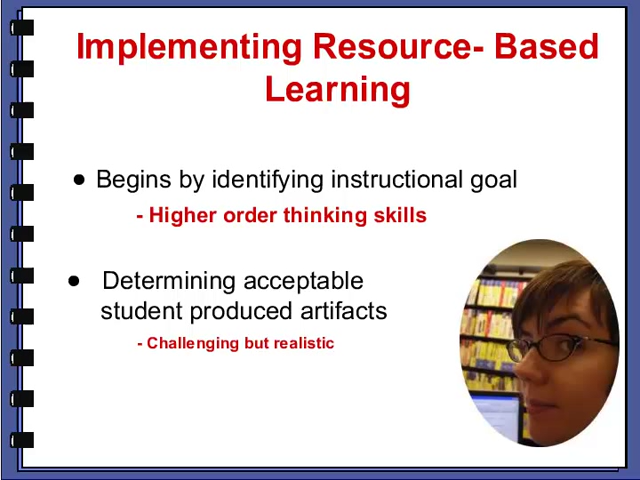 Implementing Resource- Based
Learning
● Begins by identifying instructional goal
- Higher order thinking skills
● Determining acceptable
student produced artifacts
- Challenging but realistic